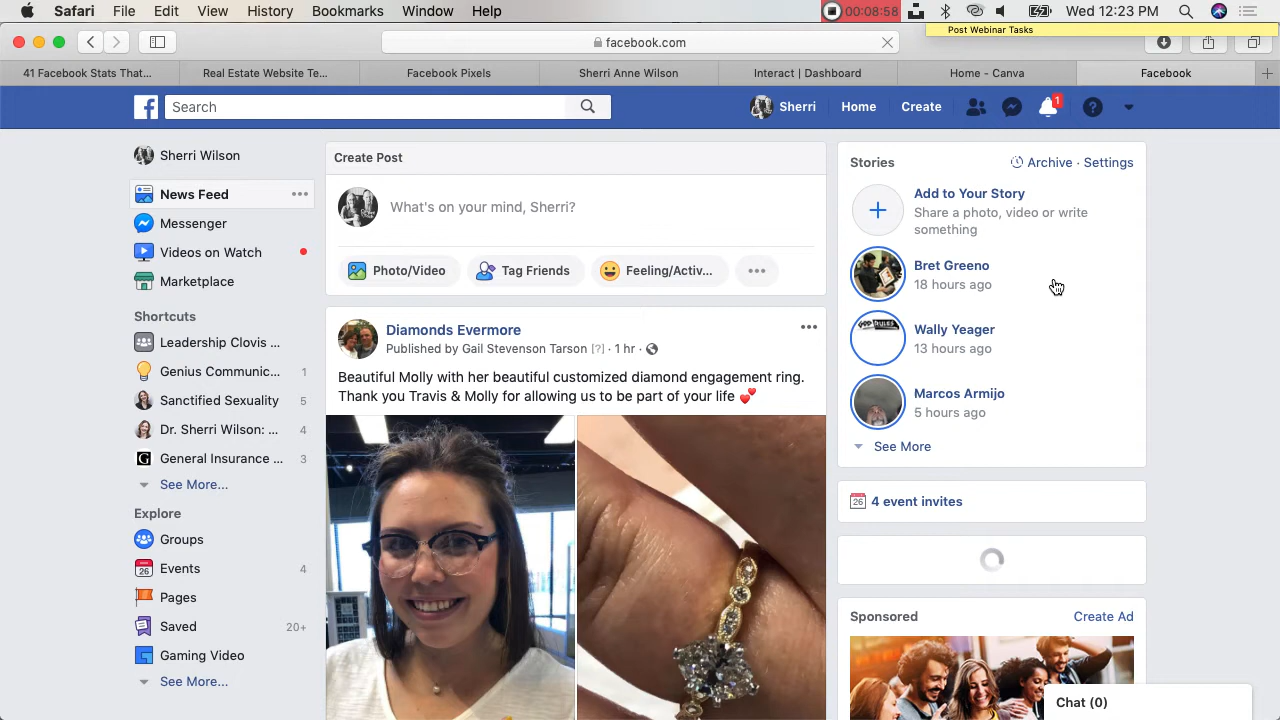 Safari File Edit View History Bookmarks Window Help 00:08:58 Wed 12:23 PM
Post Webinar Tasks
facebook.com
41 Facebook Stats That... Real Estate Website Te... Facebook Pixels Sherri Anne Wilson Interact | Dashboard Home - Canva Facebook
Search Sherri Home Create 1
Sherri Wilson
News Feed
Messenger
Videos on Watch
Marketplace
Shortcuts
Leadership Clovis ...
Genius Communic... 1
Sanctified Sexuality 5
Dr. Sherri Wilson: ... 4
General Insurance ... 3
See More...
Explore
Groups
Events 4
Pages
Saved 20+
Gaming Video
See More...
Create Post
What's on your mind, Sherri?
Photo/Video Tag Friends Feeling/Activ...
Diamonds Evermore
Published by Gail Stevenson Tarson [?] · 1 hr ·
Beautiful Molly with her beautiful customized diamond engagement ring.
Thank you Travis & Molly for allowing us to be part of your life 💕
Stories Archive · Settings
Add to Your Story
Share a photo, video or write
something
Bret Greeno
18 hours ago
RULES
Wally Yeager
13 hours ago
Marcos Armijo
5 hours ago
See More
26 4 event invites
Sponsored Create Ad
Chat (0)